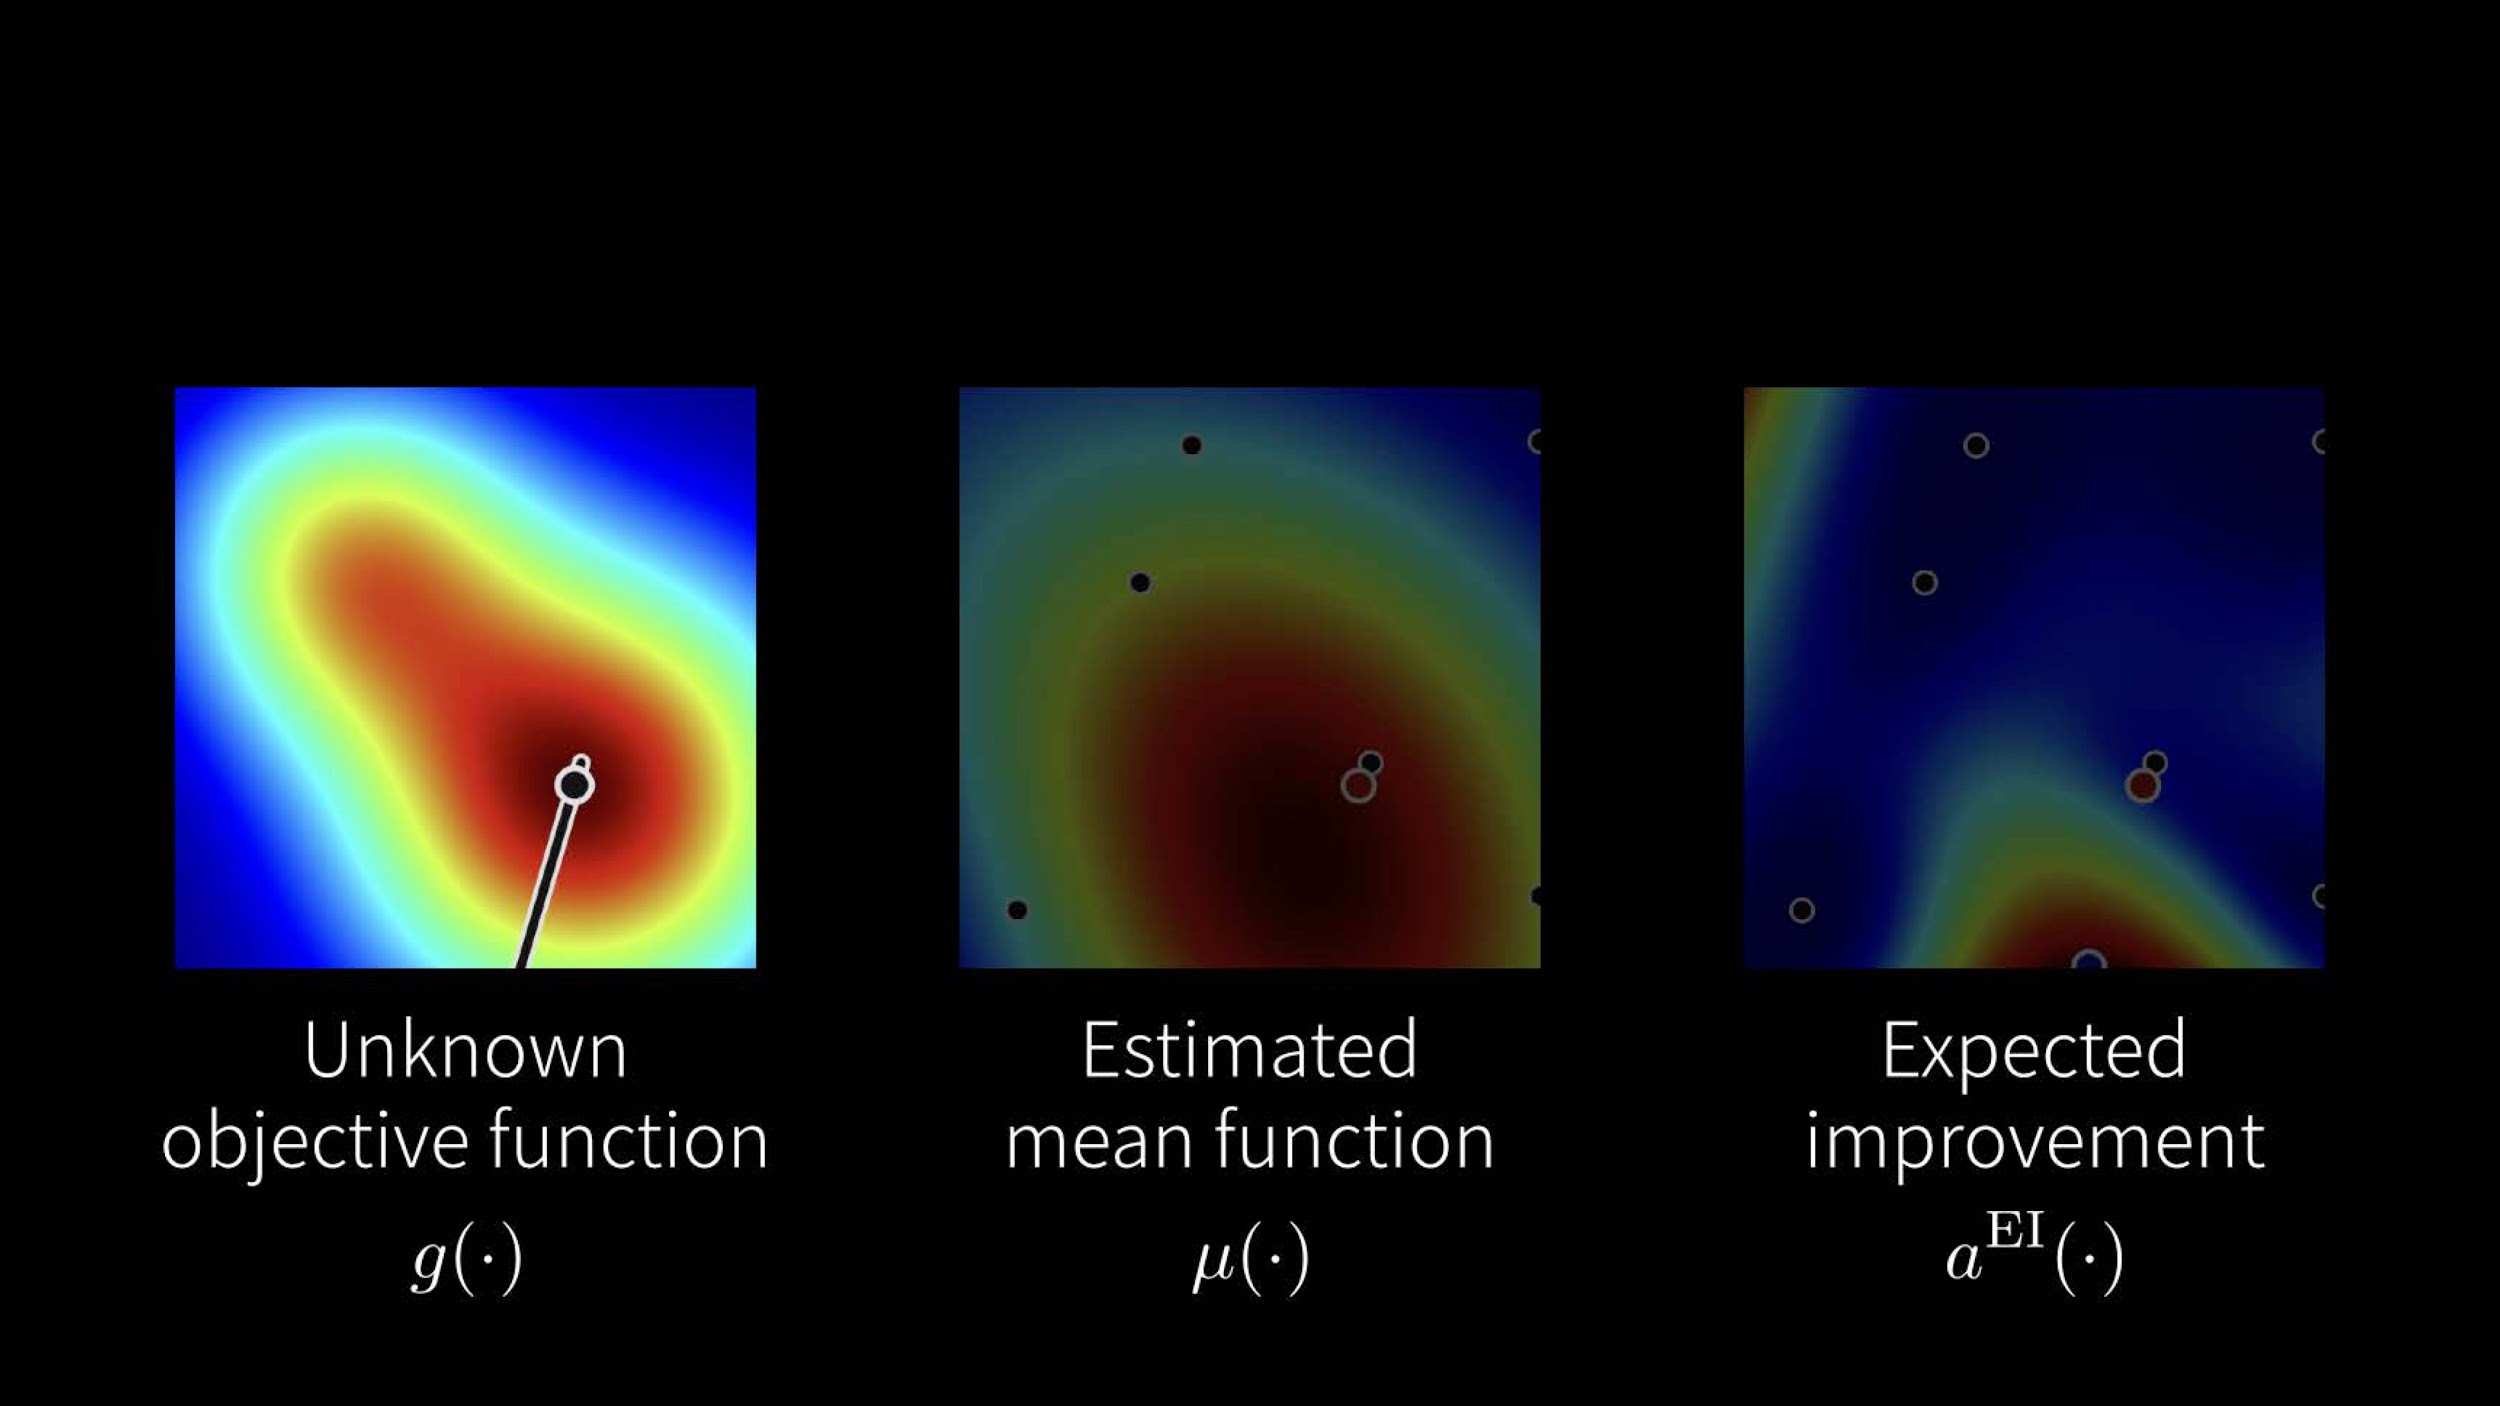 Unknown
objective function
g(·)
Estimated
mean function
μ(·)
Expected
improvement
a^EI(·)